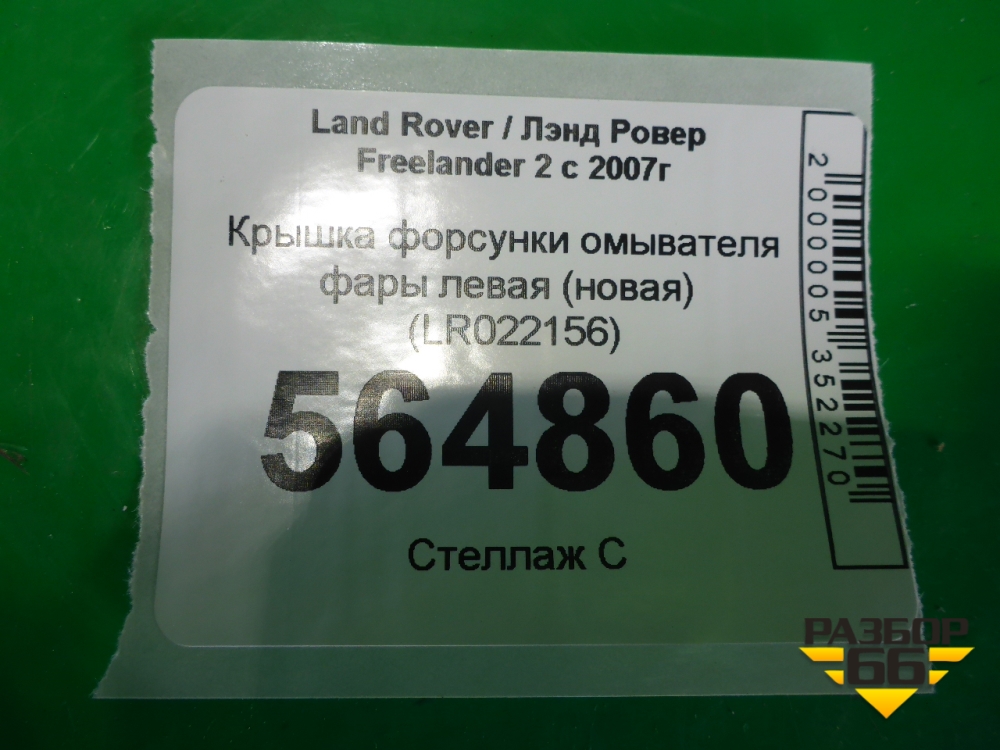 Land Rover / Лэнд Ровер
Freelander 2 с 2007г
Крышка форсунки омывателя
фары левая (новая)
(LR022156)
564860
Стеллаж С
2000005352270
РАЗБОР
66